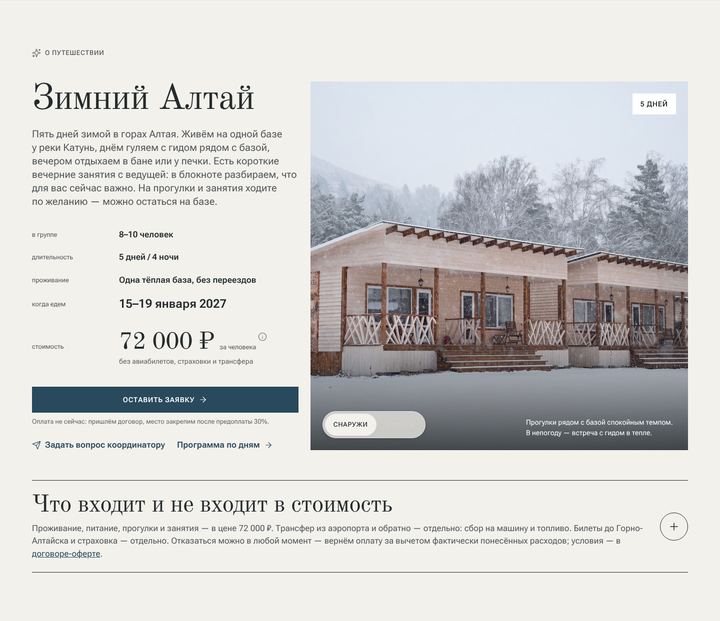 О ПУТЕШЕСТВИИ
Зимний Алтай
Пять дней зимой в горах Алтая. Живём на одной базе
у реки Катунь, днём гуляем с гидом рядом с базой,
вечером отдыхаем в бане или у печки. Есть короткие
вечерние занятия с ведущей: в блокноте разбираем, что
для вас сейчас важно. На прогулки и занятия ходите
по желанию — можно остаться на базе.
в группе 8–10 человек
длительность 5 дней / 4 ночи
проживание Одна тёплая база, без переездов
когда едем 15–19 января 2027
стоимость 72 000 ₽ за человека
без авиабилетов, страховки и трансфера
ОСТАВИТЬ ЗАЯВКУ →
Оплата не сейчас: пришлём договор, место закрепим после предоплаты 30%.
Задать вопрос координатору Программа по дням →
5 ДНЕЙ
СНАРУЖИ
Прогулки рядом с базой спокойным темпом.
В непогоду — встреча с гидом в тепле.
Что входит и не входит в стоимость
Проживание, питание, прогулки и занятия — в цене 72 000 ₽. Трансфер из аэропорта и обратно — отдельно: сбор на машину и топливо. Билеты до Горно-
Алтайска и страховка — отдельно. Отказаться можно в любой момент — вернём оплату за вычетом фактически понесённых расходов; условия — в
договоре-оферте.